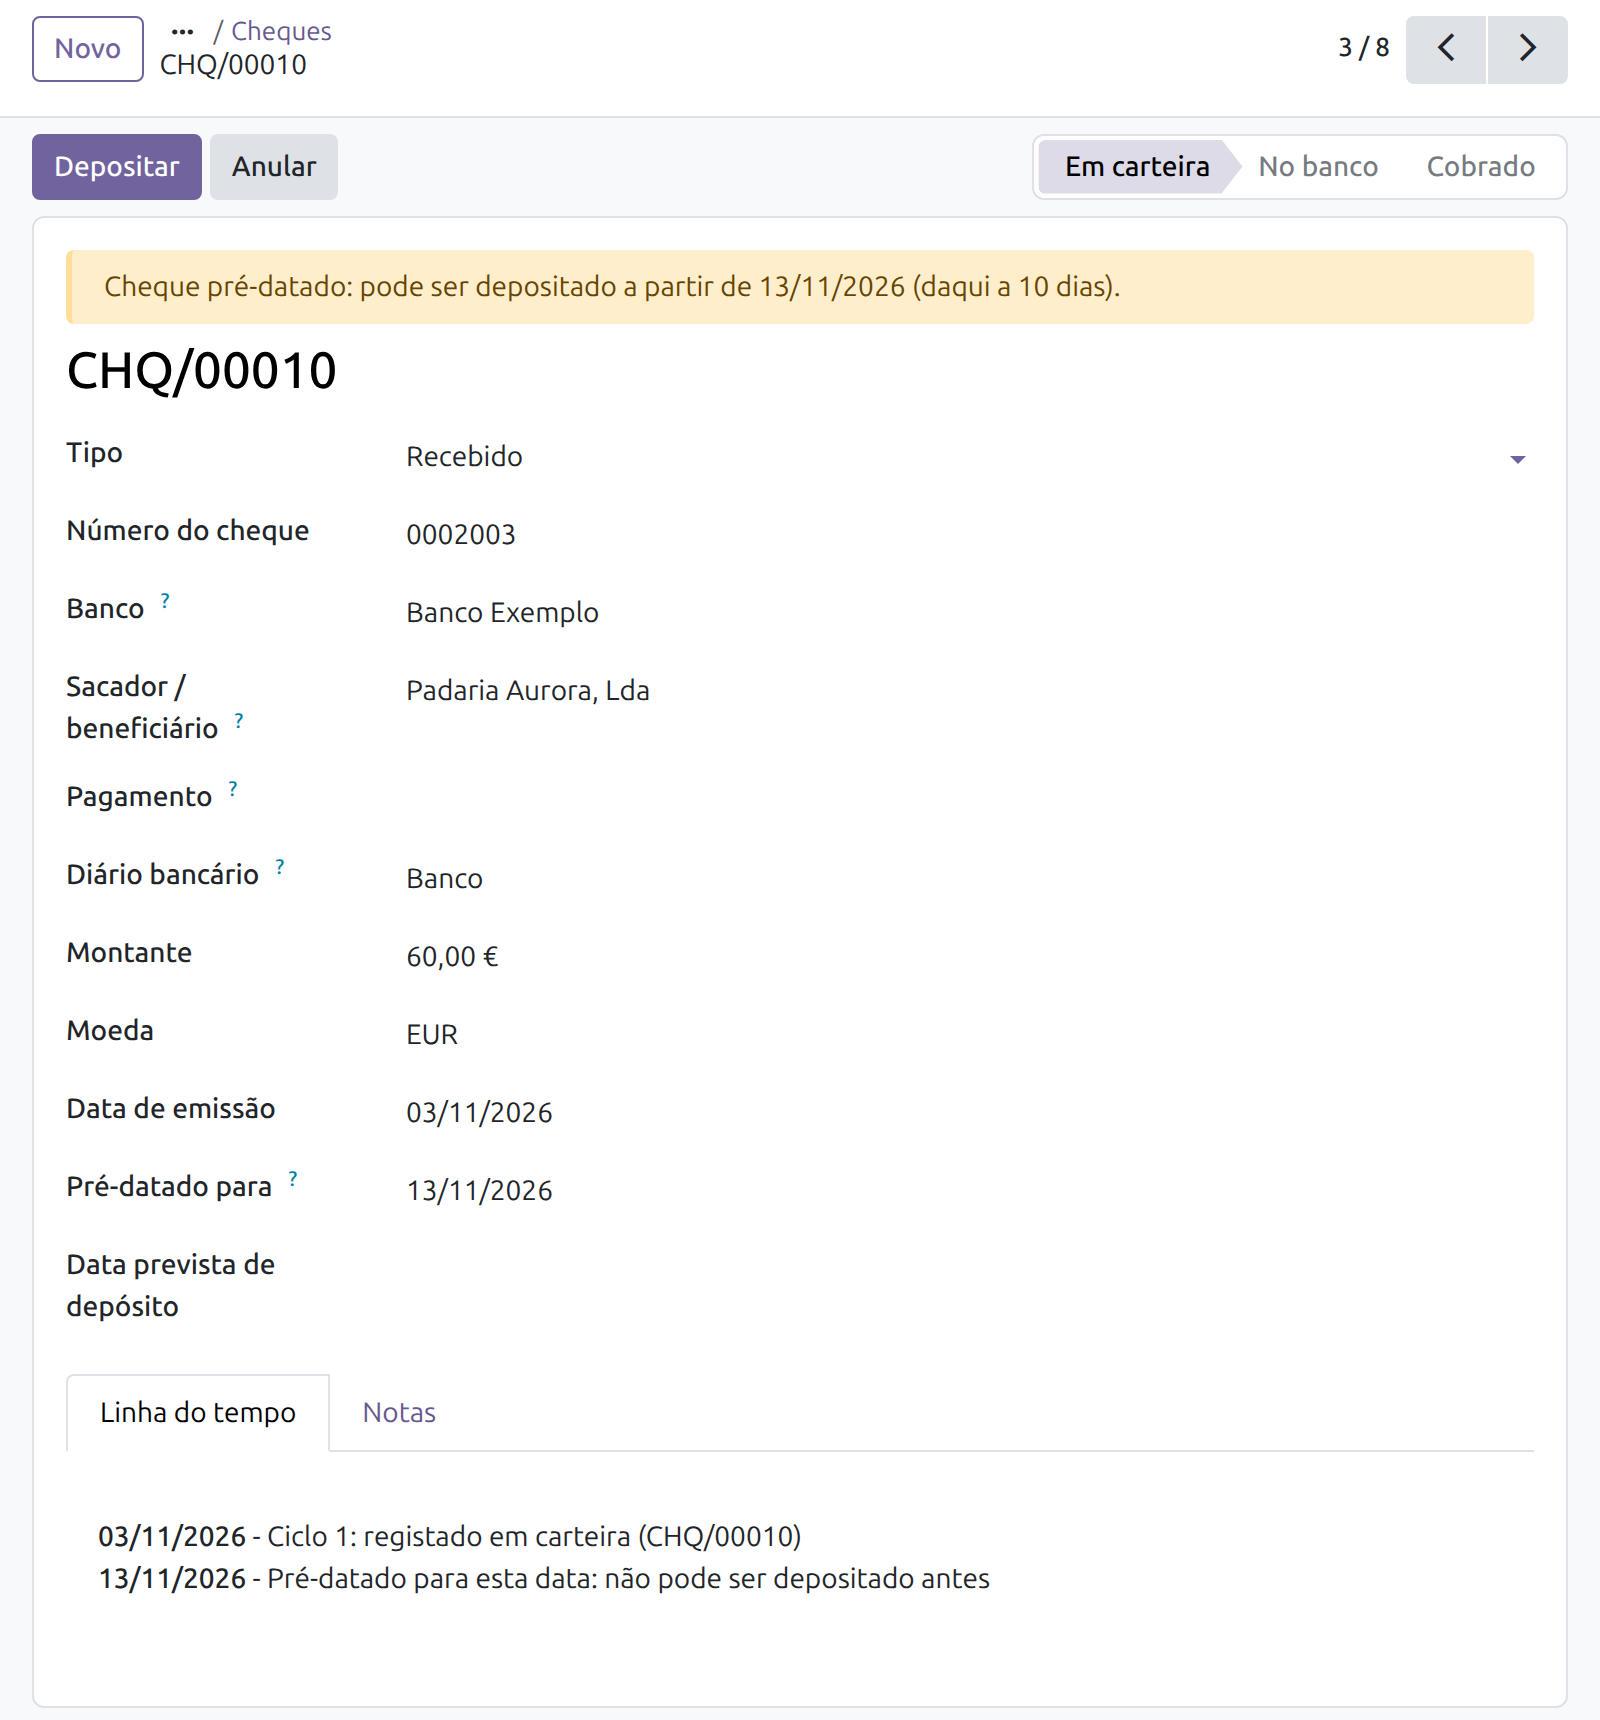 Novo
... / Cheques
CHQ/00010
3 / 8
Depositar
Anular
Em carteira
No banco
Cobrado
Cheque pré-datado: pode ser depositado a partir de 13/11/2026 (daqui a 10 dias).
CHQ/00010
Tipo
Recebido
Número do cheque
0002003
Banco ?
Banco Exemplo
Sacador /
beneficiário ?
Padaria Aurora, Lda
Pagamento ?
Diário bancário ?
Banco
Montante
60,00 €
Moeda
EUR
Data de emissão
03/11/2026
Pré-datado para ?
13/11/2026
Data prevista de
depósito
Linha do tempo
Notas
03/11/2026 - Ciclo 1: registado em carteira (CHQ/00010)
13/11/2026 - Pré-datado para esta data: não pode ser depositado antes